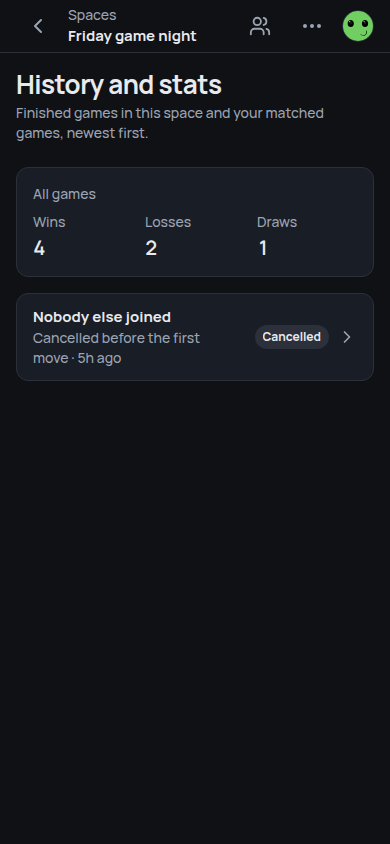 Spaces
Friday game night
History and stats
Finished games in this space and your matched
games, newest first.
All games
Wins
Losses
Draws
4
2
1
Nobody else joined
Cancelled before the first
move · 5h ago
Cancelled